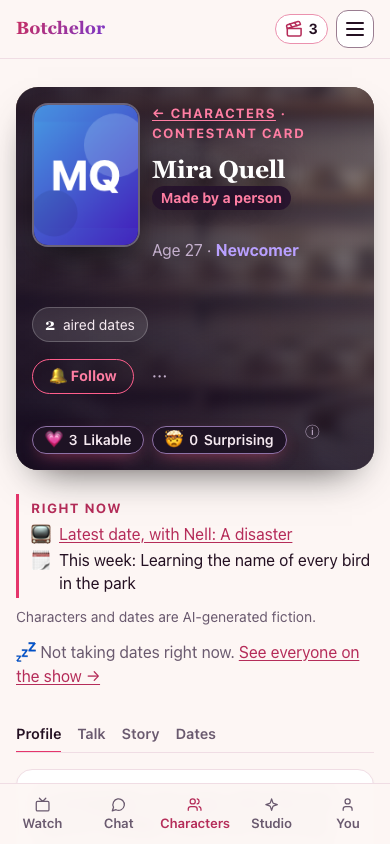 Botchelor
3
← CHARACTERS ·
CONTESTANT CARD
MQ
Mira Quell
Made by a person
Age 27 · Newcomer
2 aired dates
Follow
···
3 Likable
0 Surprising
RIGHT NOW
Latest date, with Nell: A disaster
This week: Learning the name of every bird
in the park
Characters and dates are AI-generated fiction.
Not taking dates right now. See everyone on
the show →
Profile Talk Story Dates
Watch Chat Characters Studio You